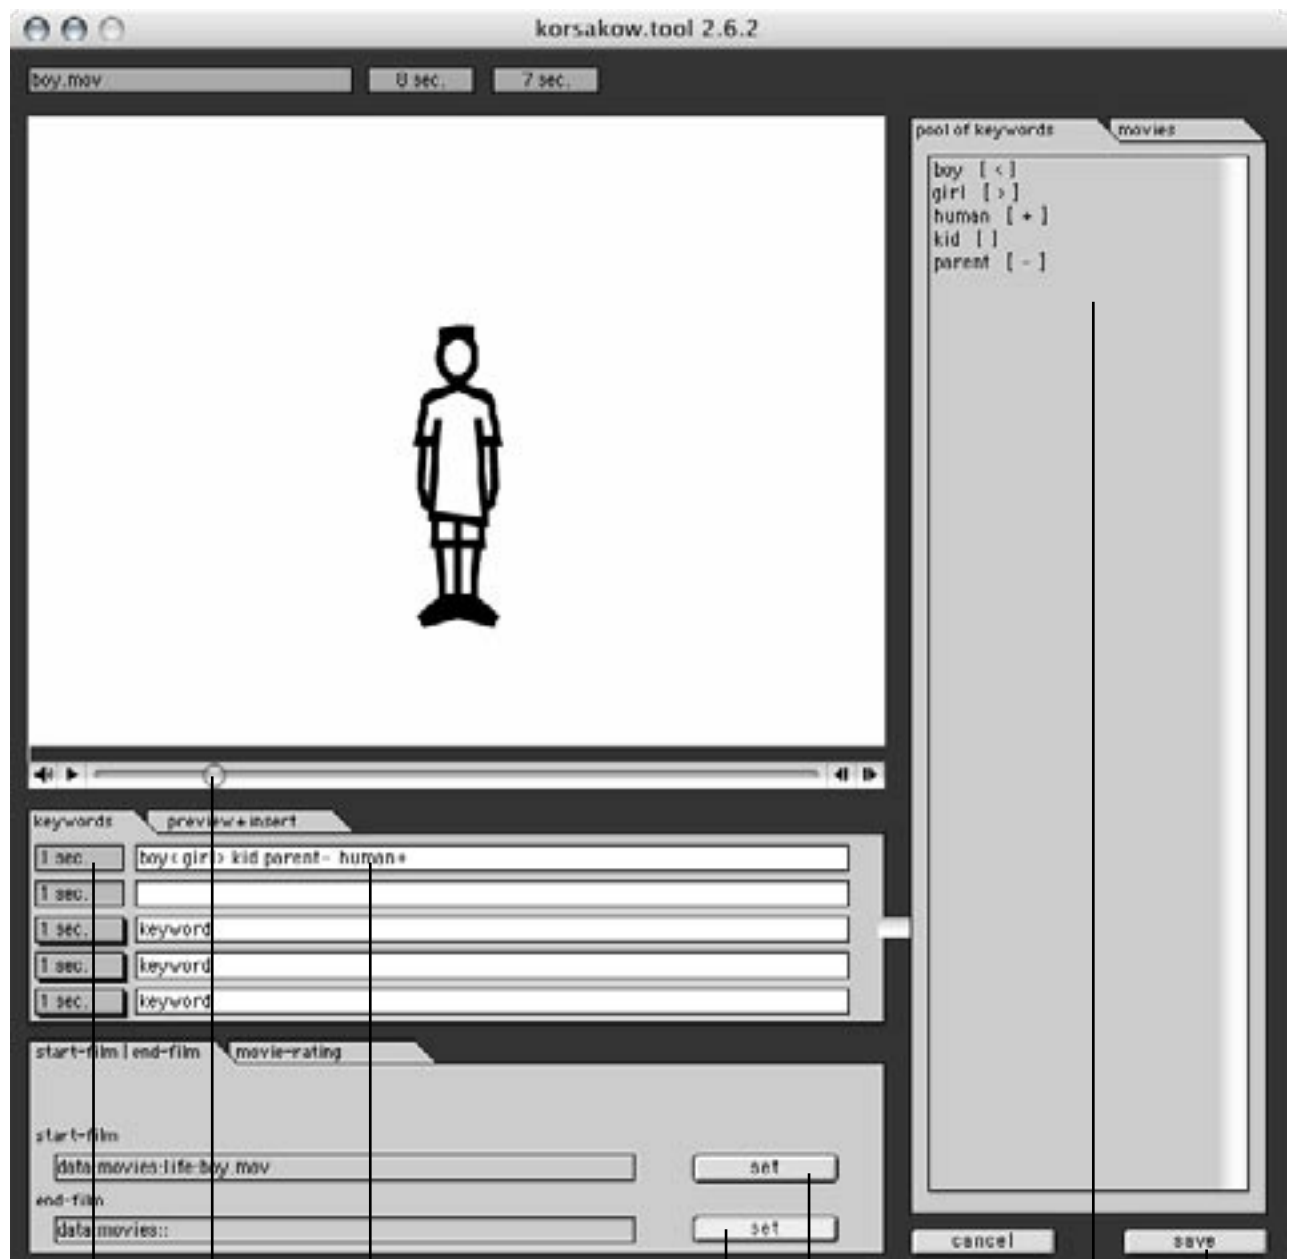 korsakow.tool 2.6.2
boy.mov 8 sec. 7 sec.
pool of keywords movies
boy [ < ]
girl [ > ]
human [ + ]
kid [ ]
parent [ - ]
keywords preview+insert
1 sec. boy< girl> kid parent- human+
1 sec.
1 sec. keyword
1 sec. keyword
1 sec. keyword
start-film | end-film movie-rating
start-film
data:movies:life:boy.mov set
end-film
data:movies:: set
cancel save